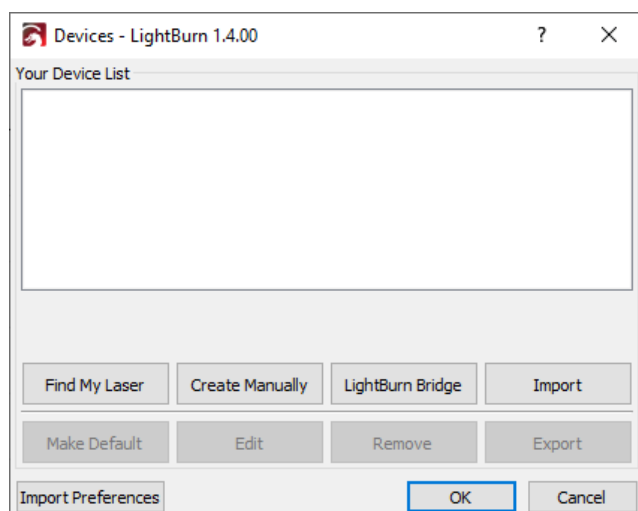 Devices - LightBurn 1.4.00 ?
Your Device List
Find My Laser Create Manually LightBurn Bridge Import
Make Default Edit Remove Export
Import Preferences OK Cancel